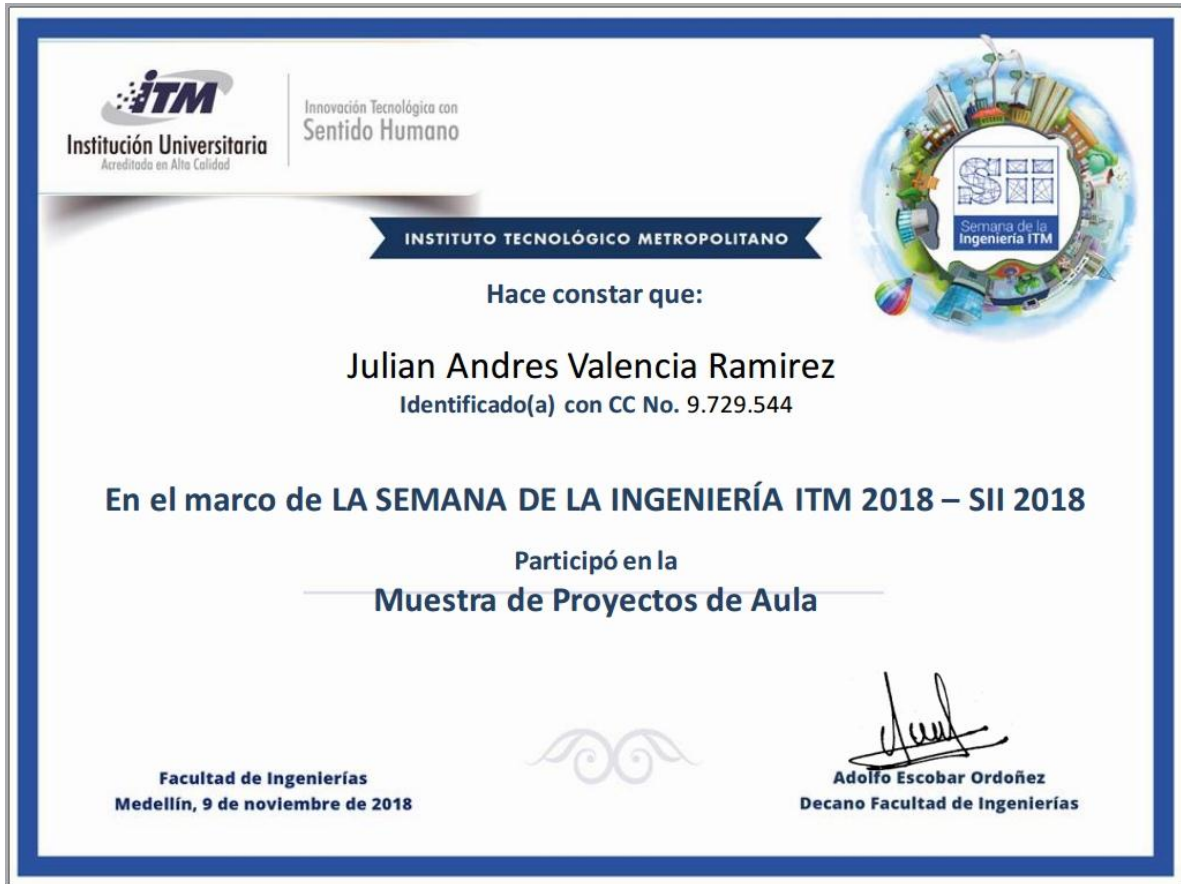 iTM
Institución Universitaria
Acreditada en Alta Calidad
Innovación Tecnológica con
Sentido Humano
Sii
Semana de la
Ingeniería ITM
INSTITUTO TECNOLÓGICO METROPOLITANO
Hace constar que:
Julian Andres Valencia Ramirez
Identificado(a) con CC No. 9.729.544
En el marco de LA SEMANA DE LA INGENIERÍA ITM 2018 – SII 2018
Participó en la
Muestra de Proyectos de Aula
Facultad de Ingenierías
Medellín, 9 de noviembre de 2018
Adolfo Escobar Ordoñez
Decano Facultad de Ingenierías